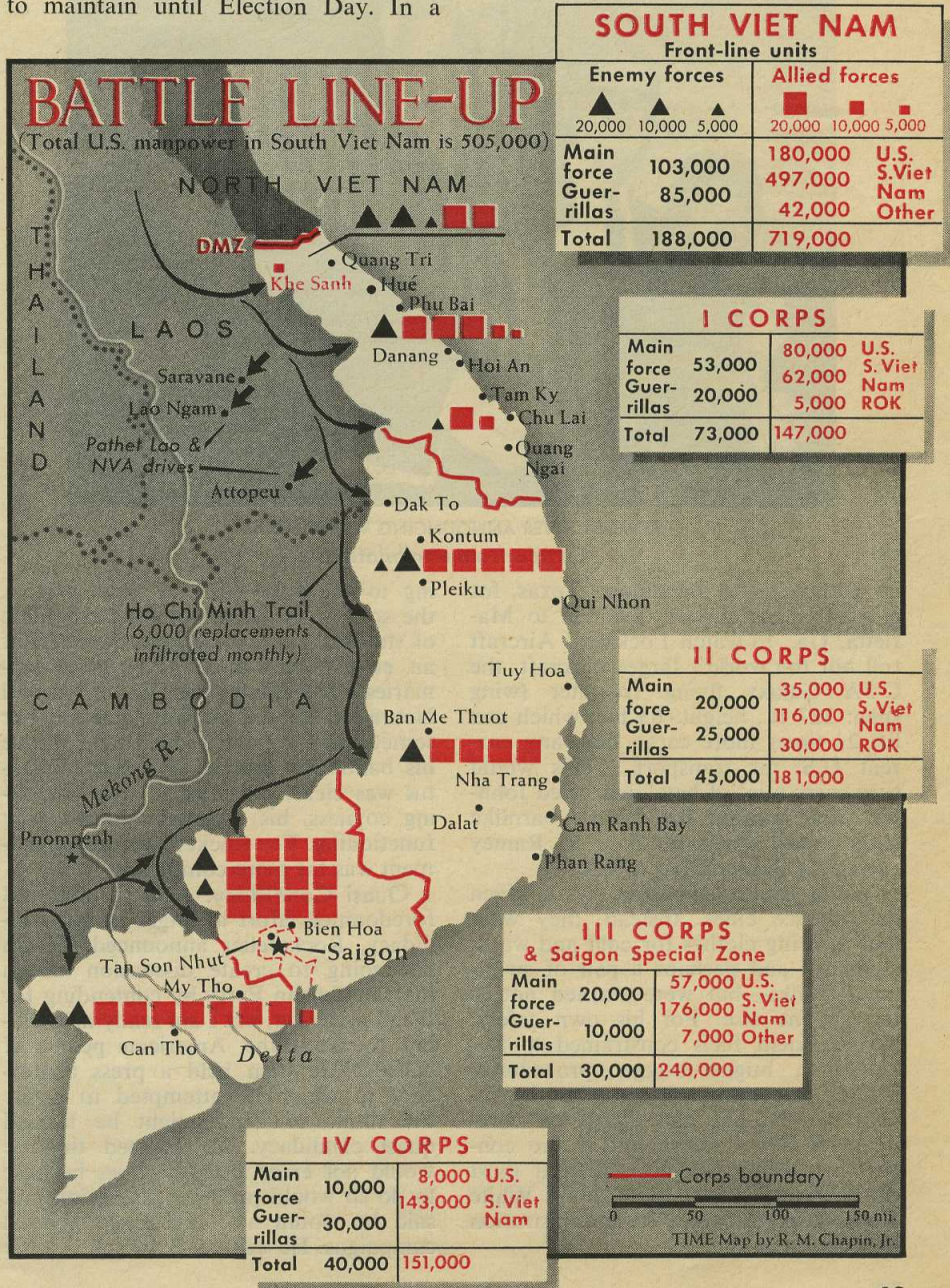 to maintain until Election Day. In a
SOUTH VIET NAM
Front-line units
Enemy forces
20,000 10,000 5,000
Allied forces
20,000 10,000 5,000
Main force 103,000
Guer-rillas 85,000
180,000 U.S.
497,000 S.Viet Nam
42,000 Other
Total 188,000 719,000
BATTLE LINE-UP
(Total U.S. manpower in South Viet Nam is 505,000)
NORTH VIET NAM
DMZ
Quang Tri
Khe Sanh
Hué
Phu Bai
THAILAND
LAOS
Danang
Hoi An
Saravane
Lao Ngam
Tam Ky
Chu Lai
Pathet Lao &
NVA drives
Quang
Ngai
Attopeu
Dak To
Kontum
Pleiku
Qui Nhon
Ho Chi Minh Trail
(6,000 replacements
infiltrated monthly)
Tuy Hoa
CAMBODIA
Ban Me Thuot
Mekong R.
Nha Trang
Dalat
Cam Ranh Bay
Pnompenh
Phan Rang
Bien Hoa
Saigon
Tan Son Nhut
My Tho
Can Tho
Delta
I CORPS
Main force 53,000
Guer-rillas 20,000
80,000 U.S.
62,000 S.Viet Nam
5,000 ROK
Total 73,000 147,000
II CORPS
Main force 20,000
Guer-rillas 25,000
35,000 U.S.
116,000 S.Viet Nam
30,000 ROK
Total 45,000 181,000
III CORPS
& Saigon Special Zone
Main force 20,000
Guer-rillas 10,000
57,000 U.S.
176,000 S.Viet Nam
7,000 Other
Total 30,000 240,000
IV CORPS
Main force 10,000
Guer-rillas 30,000
8,000 U.S.
143,000 S.Viet Nam
Total 40,000 151,000
Corps boundary
0 50 100 150 mi.
TIME Map by R. M. Chapin, Jr.